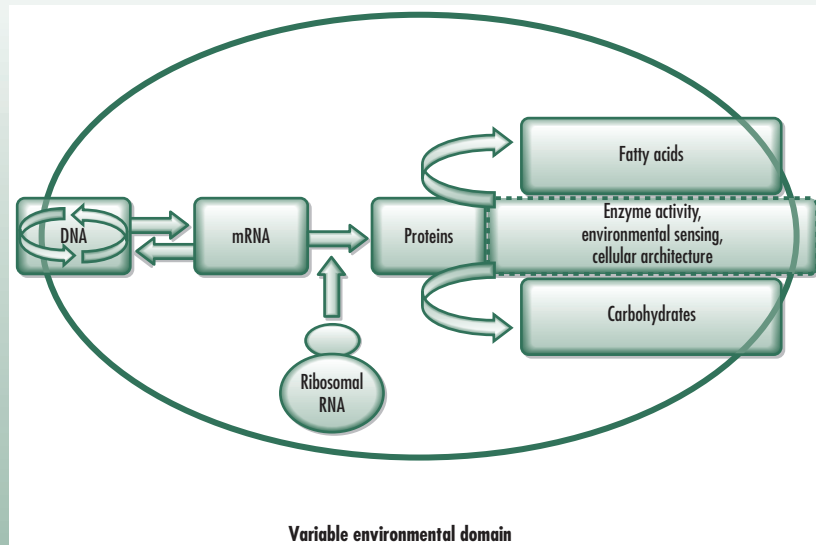 Fatty acids
DNA
mRNA
Proteins
Enzyme activity,
environmental sensing,
cellular architecture
Carbohydrates
Ribosomal
RNA
Variable environmental domain